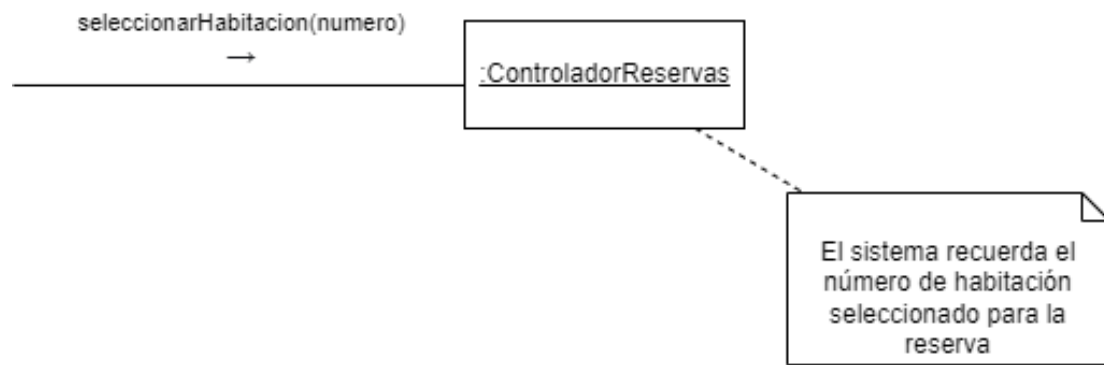 seleccionarHabitacion(numero)
→
:ControladorReservas
El sistema recuerda el
número de habitación
seleccionado para la
reserva